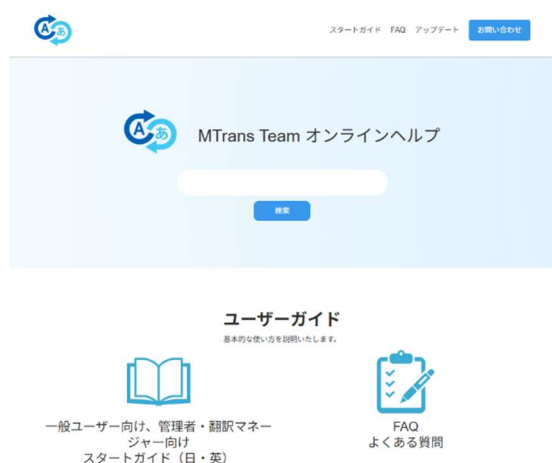 Aあ
スタートガイド FAQ アップデート お問い合わせ
Aあ MTrans Team オンラインヘルプ
検索
ユーザーガイド
基本的な使い方を説明いたします。
一般ユーザー向け、管理者・翻訳マネー
ジャー向け
スタートガイド（日・英）
FAQ
よくある質問